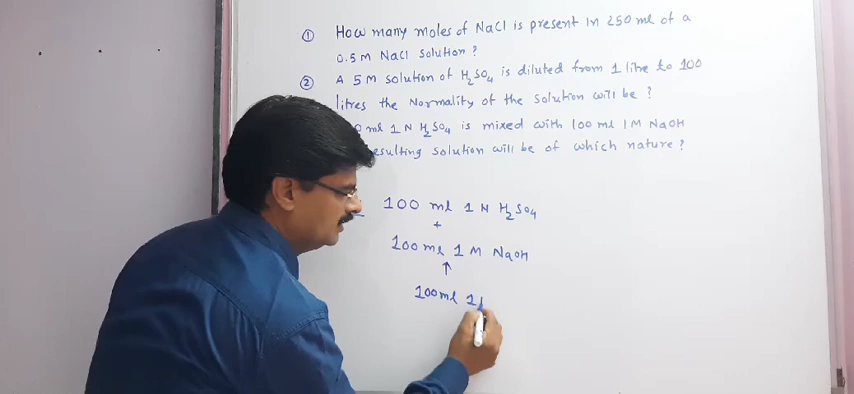 ① How many moles of NaCl is present in 250 ml of a
0.5 M NaCl solution ?
② A 5 M solution of H₂SO₄ is diluted from 1 litre to 100
litres the Normality of the solution will be ?
ml 1 N H₂SO₄ is mixed with 100 ml 1 M NaOH
esulting solution will be of which nature ?
100 ml 1 N H₂SO₄
+
100 ml 1 M NaOH
↑
100 ml 1